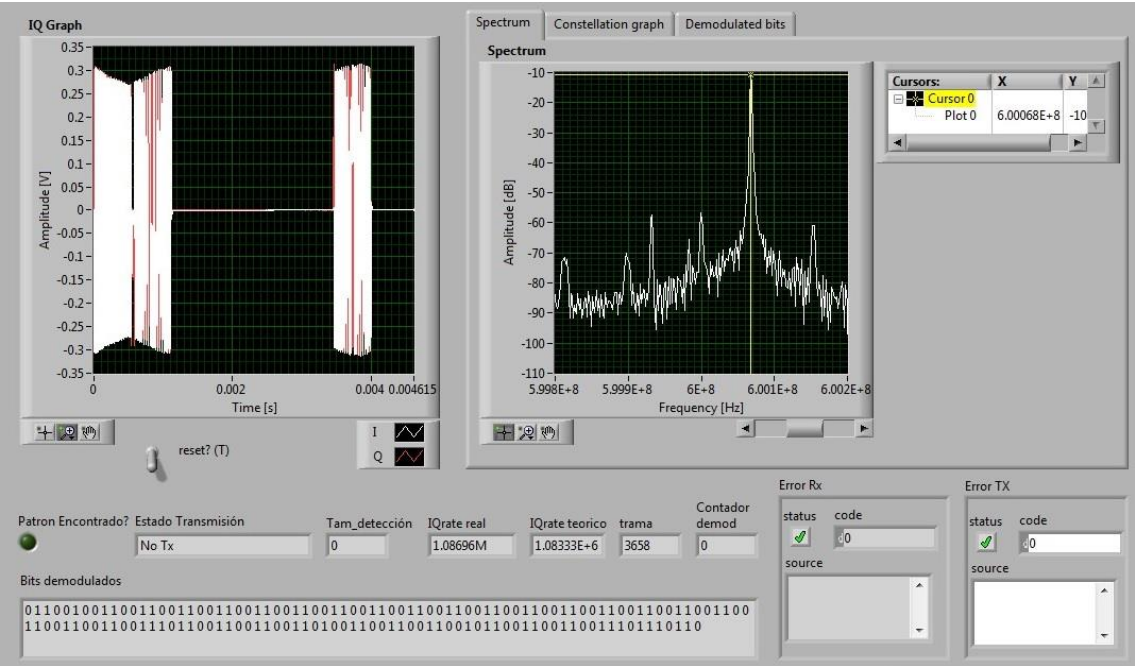 IQ Graph
0.35
0.3
0.25
0.2
0.15
0.1
0.05
0
-0.05
-0.1
-0.15
-0.2
-0.25
-0.3
-0.35
Amplitude [V]
0 0.002 0.004 0.004615
Time [s]
reset? (T)
I
Q
Spectrum Constellation graph Demodulated bits
Spectrum
-10
-20
-30
-40
-50
-60
-70
-80
-90
-100
-110
Amplitude [dB]
5.998E+8 5.999E+8 6E+8 6.001E+8 6.002E+8
Frequency [Hz]
Cursors: X Y
Cursor 0
Plot 0 6.00068E+8 -10
Patron Encontrado? Estado Transmisión Tam_detección IQrate real IQrate teorico trama Contador demod
No Tx 0 1.08696M 1.08333E+6 3658 0
Bits demodulados
Error Rx
status code
0
source
Error TX
status code
0
source